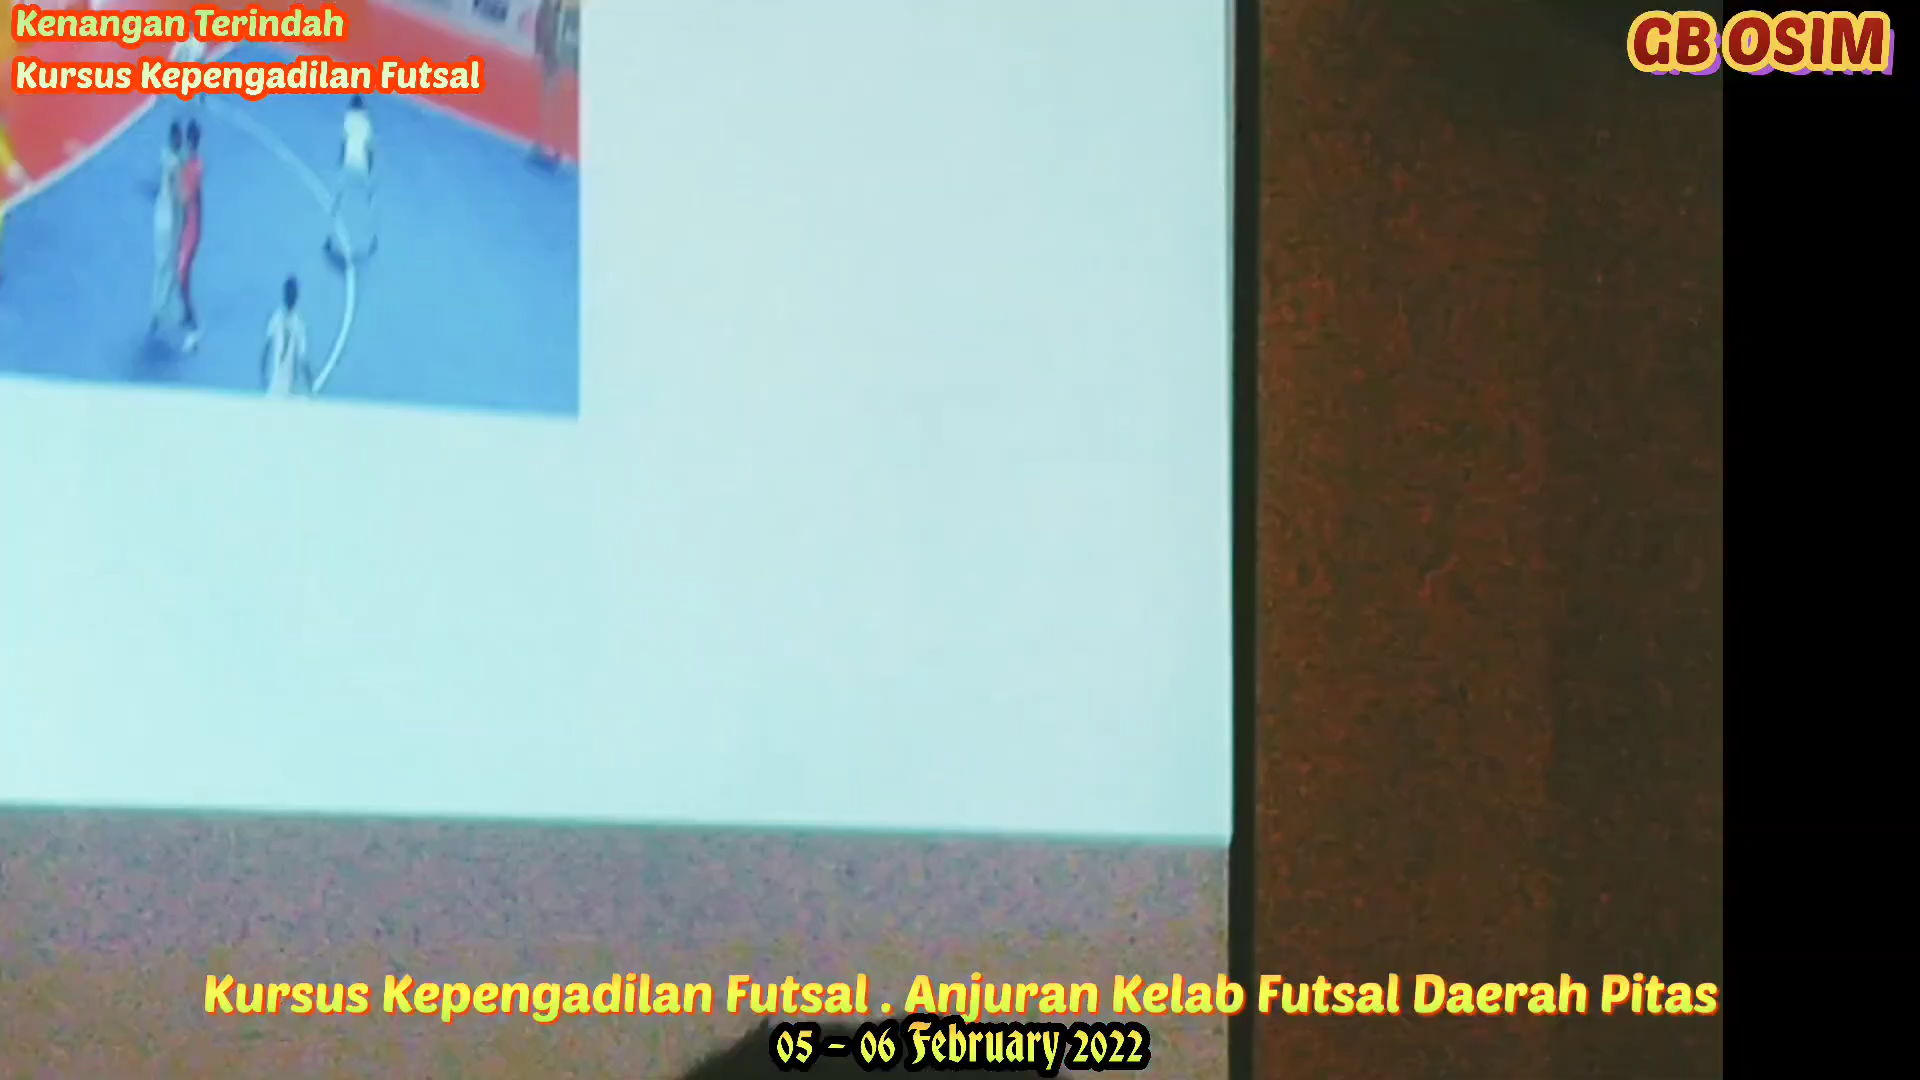 Kenangan Terindah
Kursus Kepengadilan Futsal
GB OSIM
Kursus Kepengadilan Futsal . Anjuran Kelab Futsal Daerah Pitas
05 - 06 February 2022